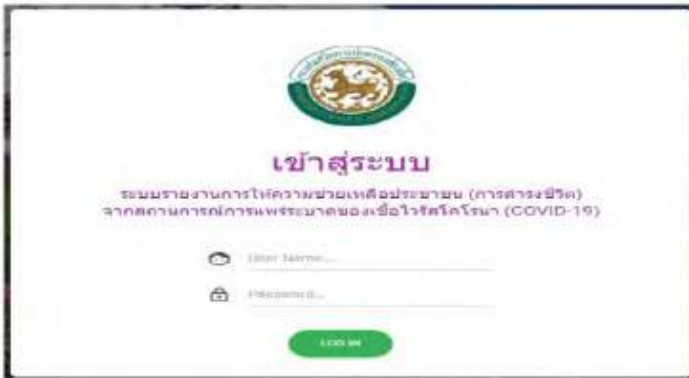 เข้าสู่ระบบ
ระบบรายงานการให้ความช่วยเหลือประชาชน (การดำรงชีวิต)
จากสถานการณ์การแพร่ระบาดของเชื้อไวรัสโคโรนา (COVID-19)
User Name...
Password...
LOG IN